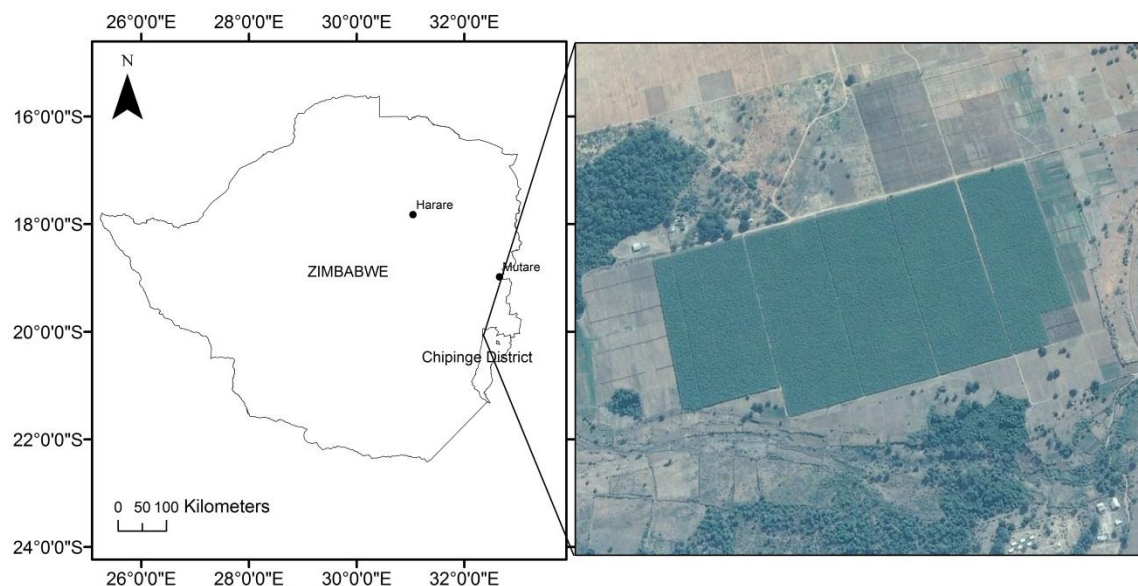 26°0'0"E 28°0'0"E 30°0'0"E 32°0'0"E
N
16°0'0"S
18°0'0"S
20°0'0"S
22°0'0"S
24°0'0"S
Harare
Mutare
ZIMBABWE
Chipinge District
0 50 100 Kilometers
26°0'0"E 28°0'0"E 30°0'0"E 32°0'0"E